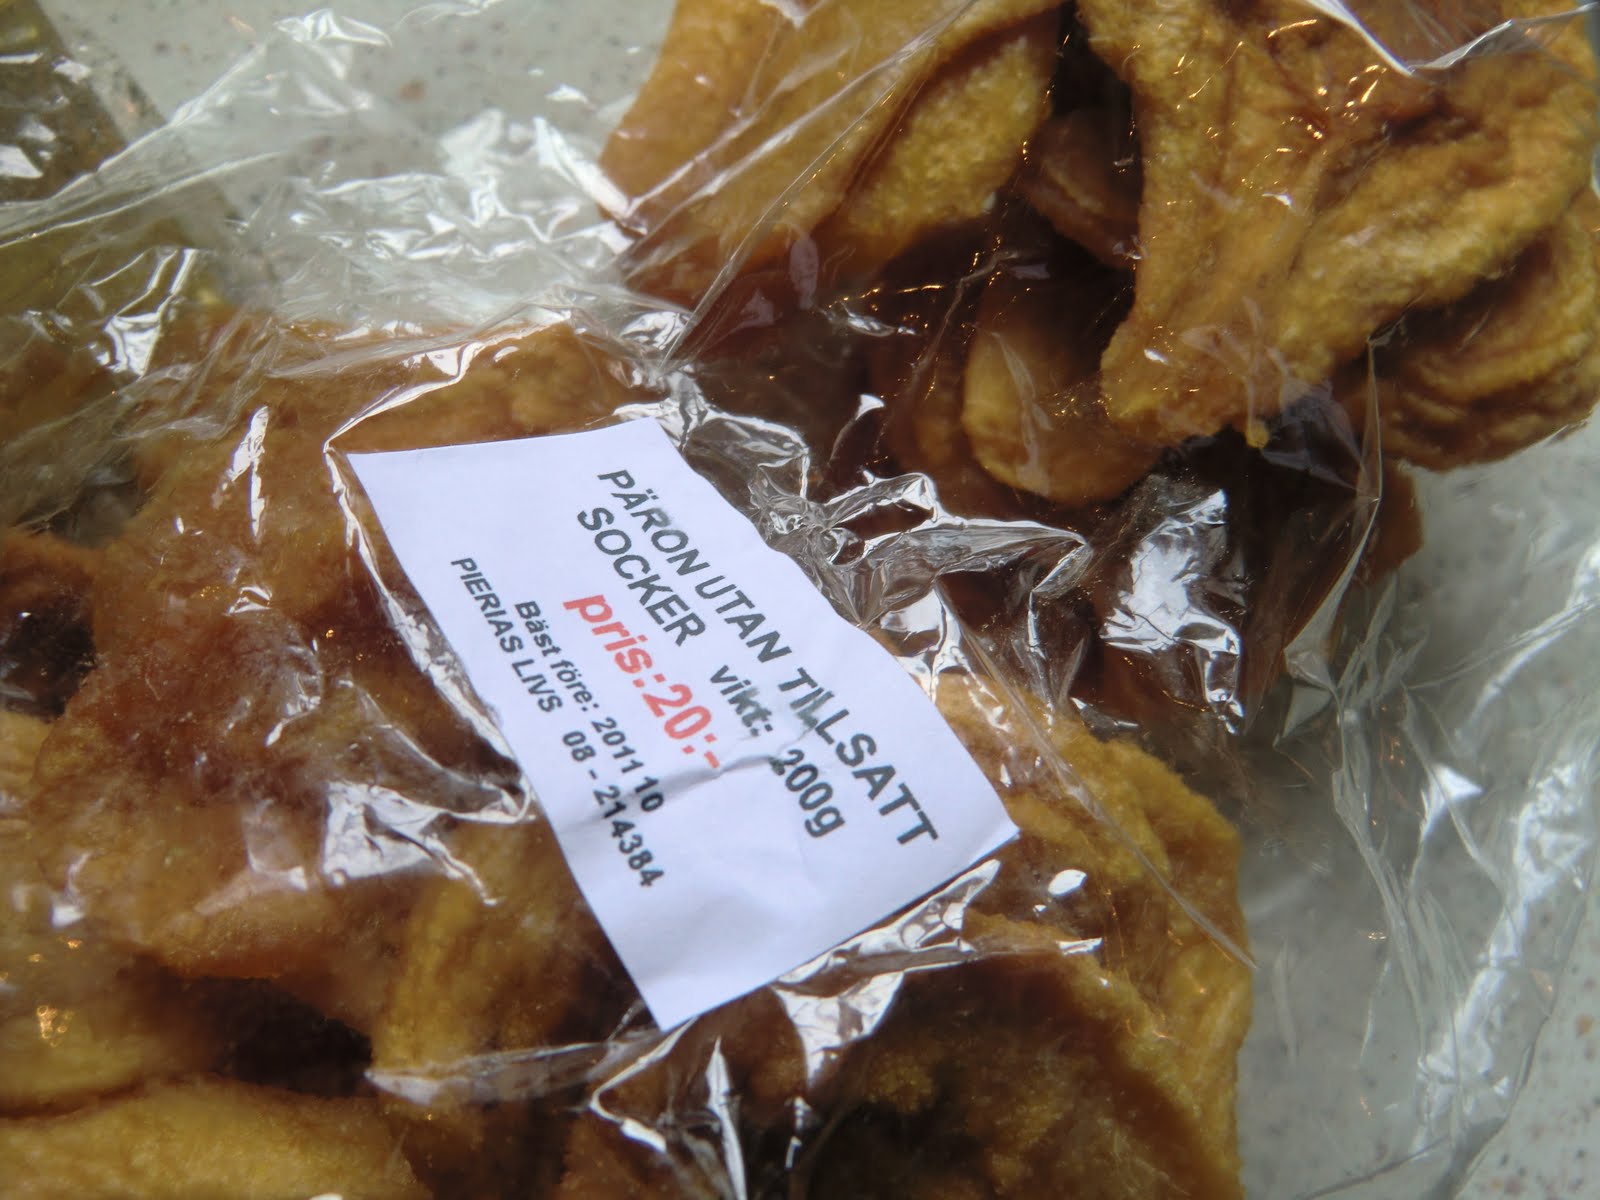 PÄRON UTAN TILLSATT
SOCKER vikt: 200g
pris:20:-
Bäst före: 2011 10
PIERIAS LIVS 08 - 214384